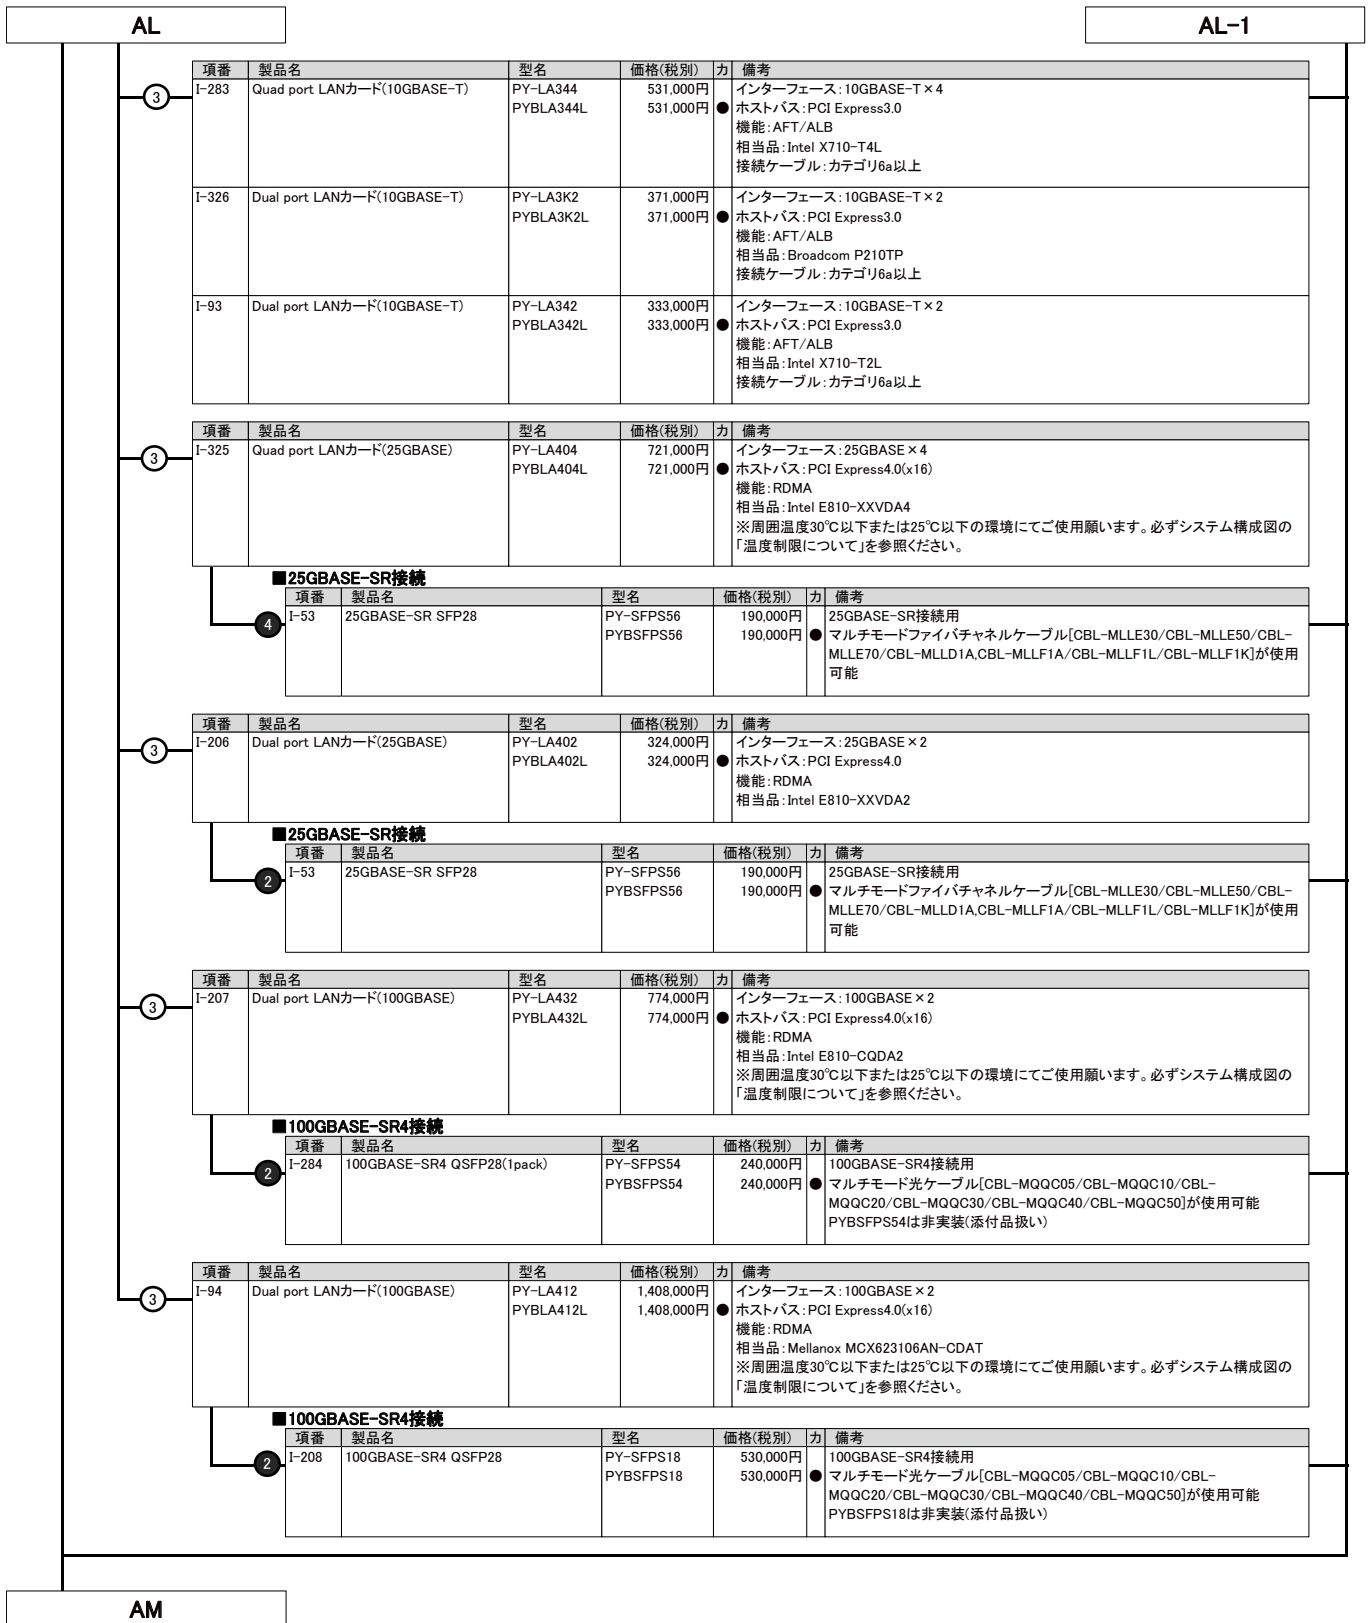 AL
AL-1
項番 製品名 型名 価格(税別) カ 備考
③
I-283 Quad port LANカード(10GBASE-T) PY-LA344 531,000円 インターフェース:10GBASE-T×4
PYBLA344L 531,000円 ● ホストバス:PCI Express3.0
機能:AFT/ALB
相当品:Intel X710-T4L
接続ケーブル:カテゴリ6a以上
I-326 Dual port LANカード(10GBASE-T) PY-LA3K2 371,000円 インターフェース:10GBASE-T×2
PYBLA3K2L 371,000円 ● ホストバス:PCI Express3.0
機能:AFT/ALB
相当品:Broadcom P210TP
接続ケーブル:カテゴリ6a以上
I-93 Dual port LANカード(10GBASE-T) PY-LA342 333,000円 インターフェース:10GBASE-T×2
PYBLA342L 333,000円 ● ホストバス:PCI Express3.0
機能:AFT/ALB
相当品:Intel X710-T2L
接続ケーブル:カテゴリ6a以上
項番 製品名 型名 価格(税別) カ 備考
③
I-325 Quad port LANカード(25GBASE) PY-LA404 721,000円 インターフェース:25GBASE×4
PYBLA404L 721,000円 ● ホストバス:PCI Express4.0(x16)
機能:RDMA
相当品:Intel E810-XXVDA4
※周囲温度30℃以下または25℃以下の環境にてご使用願います。必ずシステム構成図の
「温度制限について」を参照ください。
■25GBASE-SR接続
項番 製品名 型名 価格(税別) カ 備考
❹
I-53 25GBASE-SR SFP28 PY-SFPS56 190,000円 25GBASE-SR接続用
PYBSFPS56 190,000円 ● マルチモードファイバチャネルケーブル[CBL-MLLE30/CBL-MLLE50/CBL-
MLLE70/CBL-MLLD1A,CBL-MLLF1A/CBL-MLLF1L/CBL-MLLF1K]が使用
可能
項番 製品名 型名 価格(税別) カ 備考
③
I-206 Dual port LANカード(25GBASE) PY-LA402 324,000円 インターフェース:25GBASE×2
PYBLA402L 324,000円 ● ホストバス:PCI Express4.0
機能:RDMA
相当品:Intel E810-XXVDA2
■25GBASE-SR接続
項番 製品名 型名 価格(税別) カ 備考
❷
I-53 25GBASE-SR SFP28 PY-SFPS56 190,000円 25GBASE-SR接続用
PYBSFPS56 190,000円 ● マルチモードファイバチャネルケーブル[CBL-MLLE30/CBL-MLLE50/CBL-
MLLE70/CBL-MLLD1A,CBL-MLLF1A/CBL-MLLF1L/CBL-MLLF1K]が使用
可能
項番 製品名 型名 価格(税別) カ 備考
③
I-207 Dual port LANカード(100GBASE) PY-LA432 774,000円 インターフェース:100GBASE×2
PYBLA432L 774,000円 ● ホストバス:PCI Express4.0(x16)
機能:RDMA
相当品:Intel E810-CQDA2
※周囲温度30℃以下または25℃以下の環境にてご使用願います。必ずシステム構成図の
「温度制限について」を参照ください。
■100GBASE-SR4接続
項番 製品名 型名 価格(税別) カ 備考
❷
I-284 100GBASE-SR4 QSFP28(1pack) PY-SFPS54 240,000円 100GBASE-SR4接続用
PYBSFPS54 240,000円 ● マルチモード光ケーブル[CBL-MQQC05/CBL-MQQC10/CBL-
MQQC20/CBL-MQQC30/CBL-MQQC40/CBL-MQQC50]が使用可能
PYBSFPS54は非実装(添付品扱い)
項番 製品名 型名 価格(税別) カ 備考
③
I-94 Dual port LANカード(100GBASE) PY-LA412 1,408,000円 インターフェース:100GBASE×2
PYBLA412L 1,408,000円 ● ホストバス:PCI Express4.0(x16)
機能:RDMA
相当品:Mellanox MCX623106AN-CDAT
※周囲温度30℃以下または25℃以下の環境にてご使用願います。必ずシステム構成図の
「温度制限について」を参照ください。
■100GBASE-SR4接続
項番 製品名 型名 価格(税別) カ 備考
❷
I-208 100GBASE-SR4 QSFP28 PY-SFPS18 530,000円 100GBASE-SR4接続用
PYBSFPS18 530,000円 ● マルチモード光ケーブル[CBL-MQQC05/CBL-MQQC10/CBL-
MQQC20/CBL-MQQC30/CBL-MQQC40/CBL-MQQC50]が使用可能
PYBSFPS18は非実装(添付品扱い)
AM